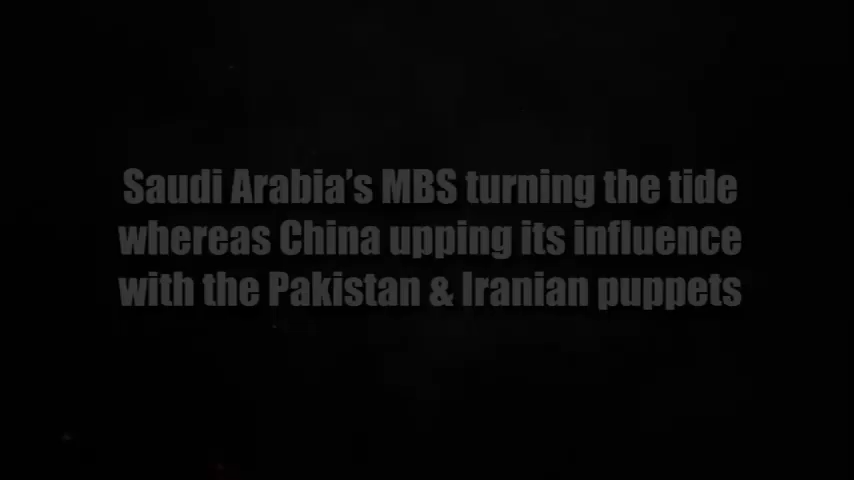 Saudi Arabia’s MBS turning the tide
whereas China upping its influence
with the Pakistan & Iranian puppets